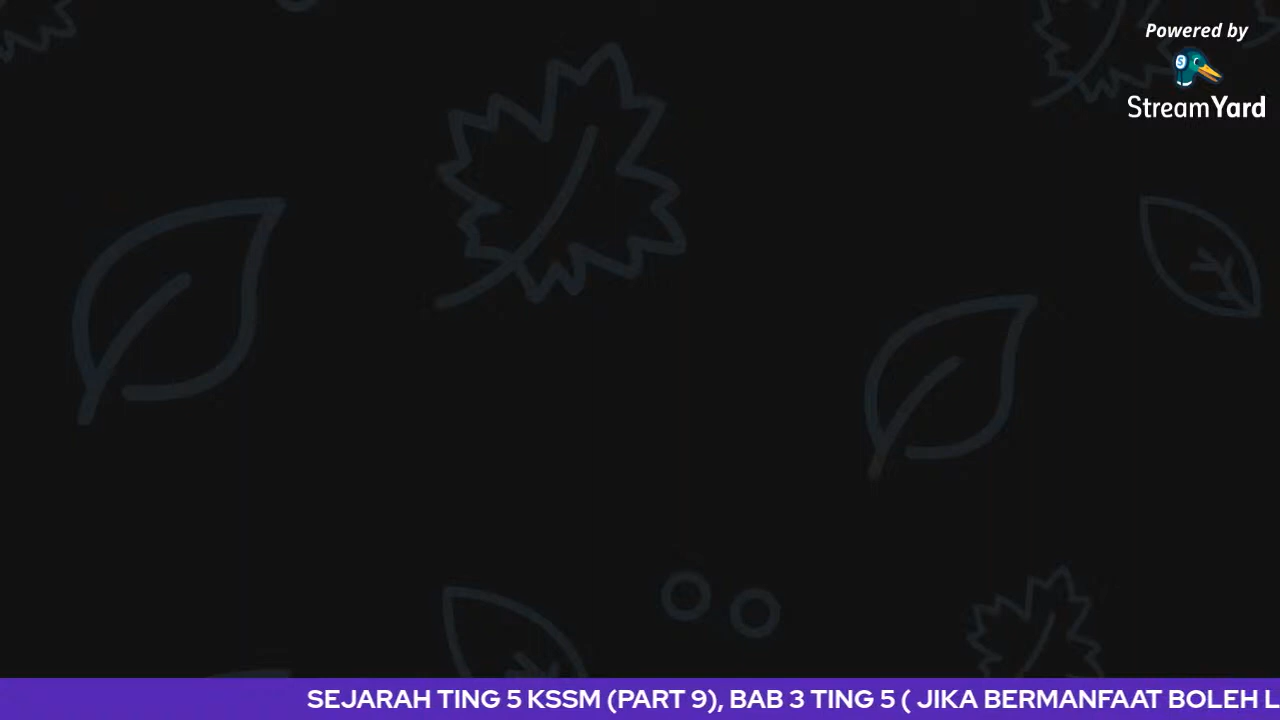 Powered by
StreamYard
SEJARAH TING 5 KSSM (PART 9), BAB 3 TING 5 ( JIKA BERMANFAAT BOLEH L